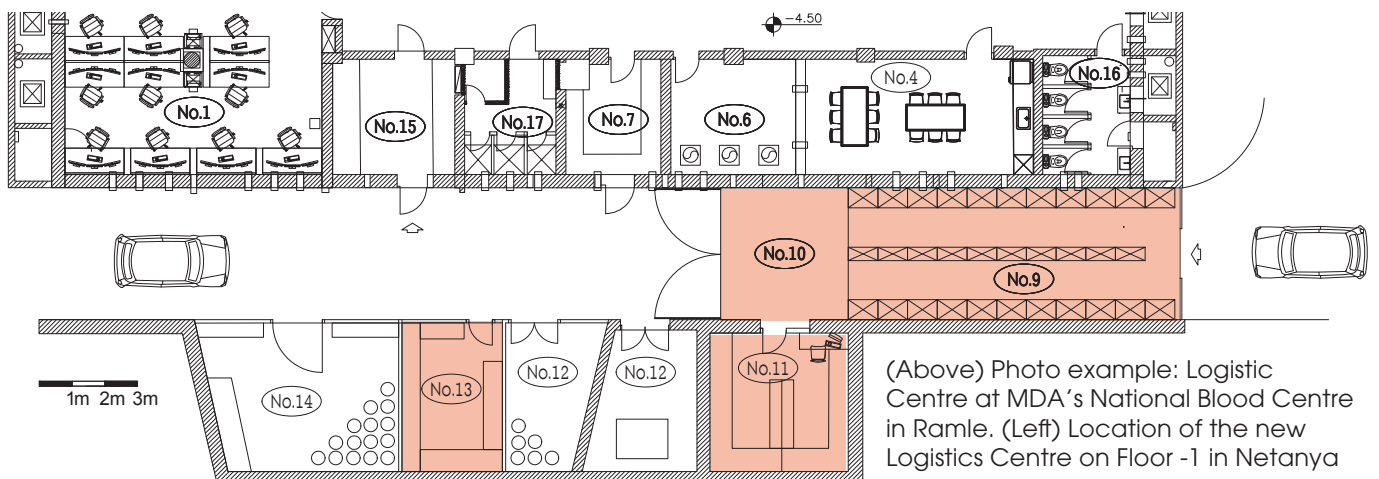 -4.50
No.1
No.15
No.17
No.7
No.6
No.4
No.16
No.10
No.9
No.14
No.13
No.12
No.12
No.11
1m 2m 3m
(Above) Photo example: Logistic
Centre at MDA's National Blood Centre
in Ramle. (Left) Location of the new
Logistics Centre on Floor -1 in Netanya